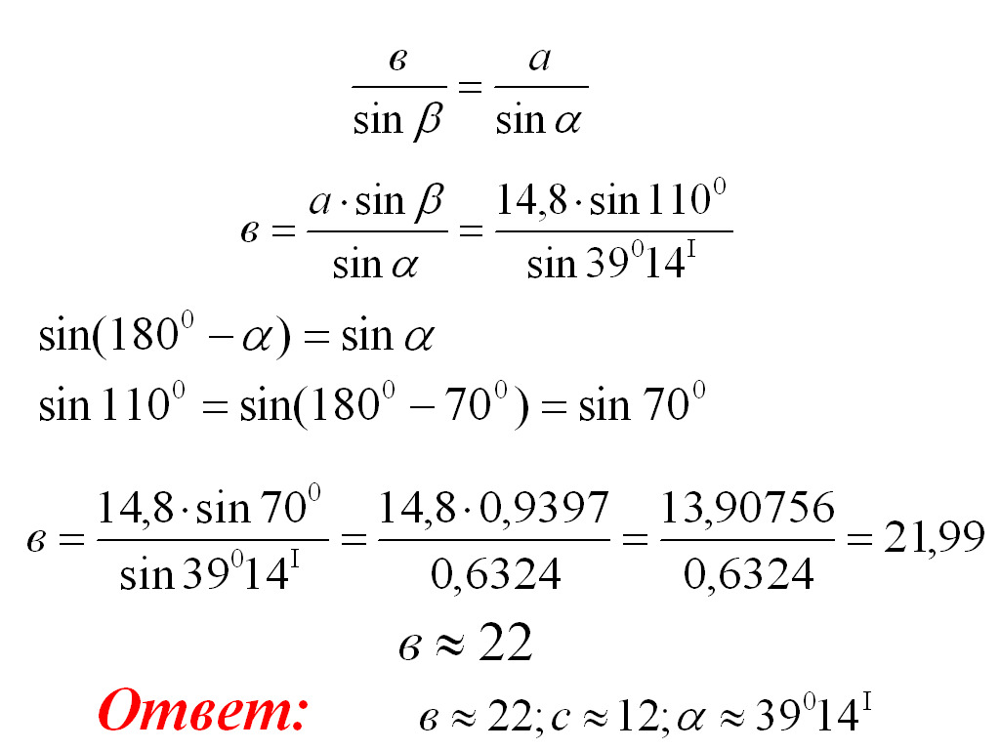 в/sin β = a/sin α
в = a · sin β/sin α = 14,8 · sin 110⁰/sin 39⁰14ᴵ
sin(180⁰ − α) = sin α
sin 110⁰ = sin(180⁰ − 70⁰) = sin 70⁰
в = 14,8 · sin 70⁰/sin 39⁰14ᴵ = 14,8 · 0,9397/0,6324 = 13,90756/0,6324 = 21,99
в ≈ 22
Ответ: в ≈ 22; c ≈ 12; α ≈ 39⁰14ᴵ